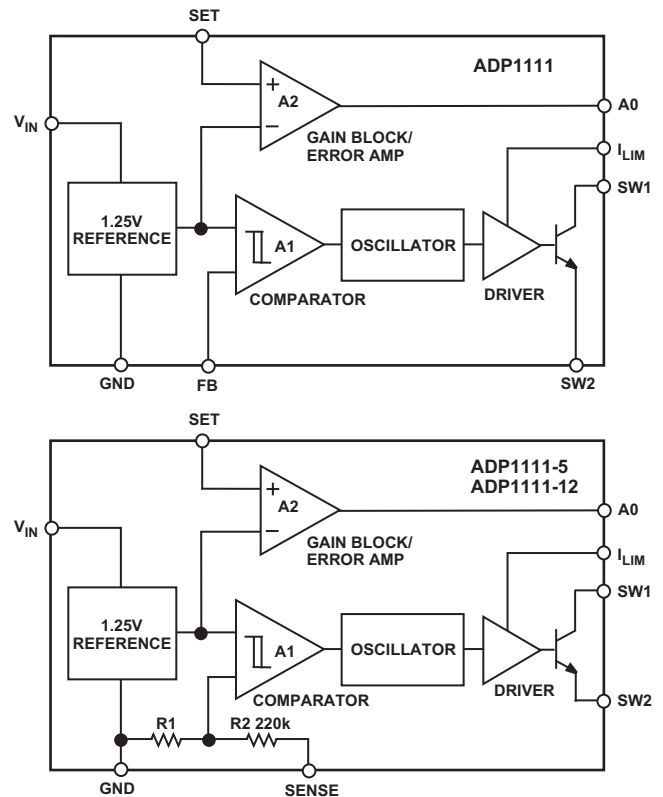 SET
ADP1111
A2
+
−
A0
V_IN
GAIN BLOCK/
ERROR AMP
I_LIM
SW1
1.25V
REFERENCE
A1
OSCILLATOR
COMPARATOR
DRIVER
GND
FB
SW2
SET
ADP1111-5
ADP1111-12
+
A2
−
A0
V_IN
GAIN BLOCK/
ERROR AMP
I_LIM
SW1
1.25V
REFERENCE
A1
OSCILLATOR
COMPARATOR
DRIVER
SW2
R1
R2 220k
GND
SENSE